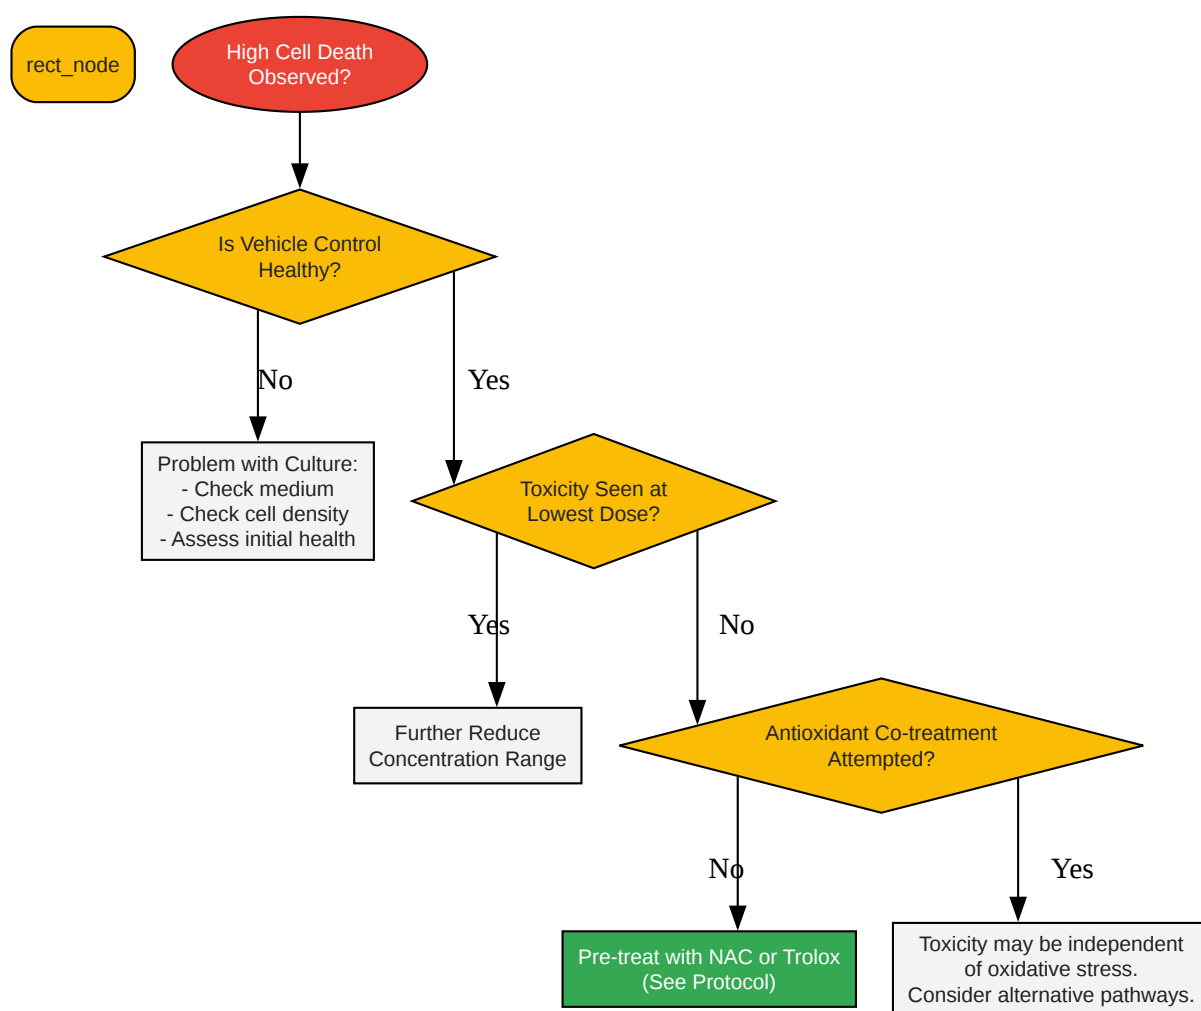 rect_node
High Cell Death
Observed?
Is Vehicle Control
Healthy?
No
Yes
Problem with Culture:
- Check medium
- Check cell density
- Assess initial health
Toxicity Seen at
Lowest Dose?
Yes
No
Further Reduce
Concentration Range
Antioxidant Co-treatment
Attempted?
No
Yes
Pre-treat with NAC or Trolox
(See Protocol)
Toxicity may be independent
of oxidative stress.
Consider alternative pathways.